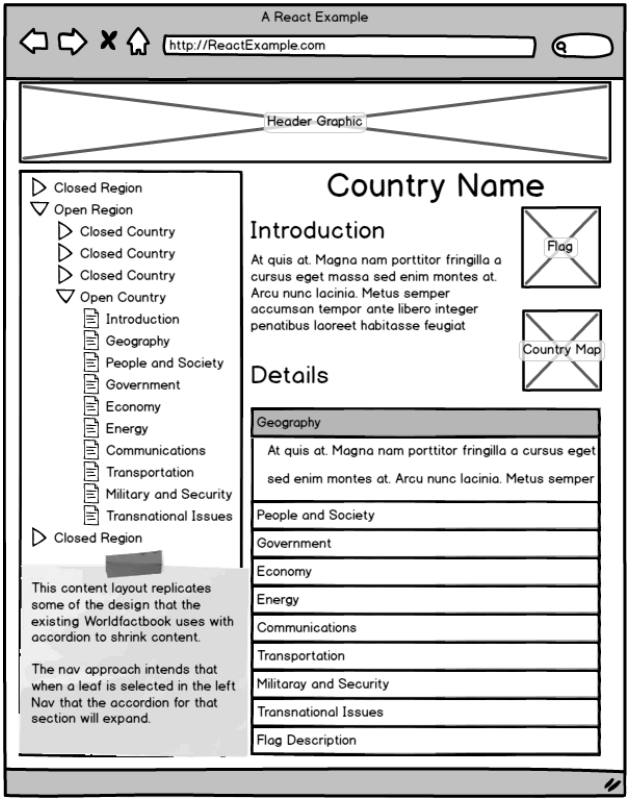 A React Example
http://ReactExample.com
Header Graphic
Closed Region
Open Region
Closed Country
Closed Country
Closed Country
Open Country
Introduction
Geography
People and Society
Government
Economy
Energy
Communications
Transportation
Military and Security
Transnational Issues
Closed Region
This content layout replicates
some of the design that the
existing Worldfactbook uses with
accordion to shrink content.
The nav approach intends that
when a leaf is selected in the left
Nav that the accordion for that
section will expand.
Country Name
Introduction
At quis at. Magna nam porttitor fringilla a
cursus eget massa sed enim montes at.
Arcu nunc lacinia. Metus semper
accumsan tempor ante libero integer
penatibus laoreet habitasse feugiat
Flag
Country Map
Details
Geography
At quis at. Magna nam porttitor fringilla a cursus eget
sed enim montes at. Arcu nunc lacinia. Metus semper
People and Society
Government
Economy
Energy
Communications
Transportation
Militaray and Security
Transnational Issues
Flag Description